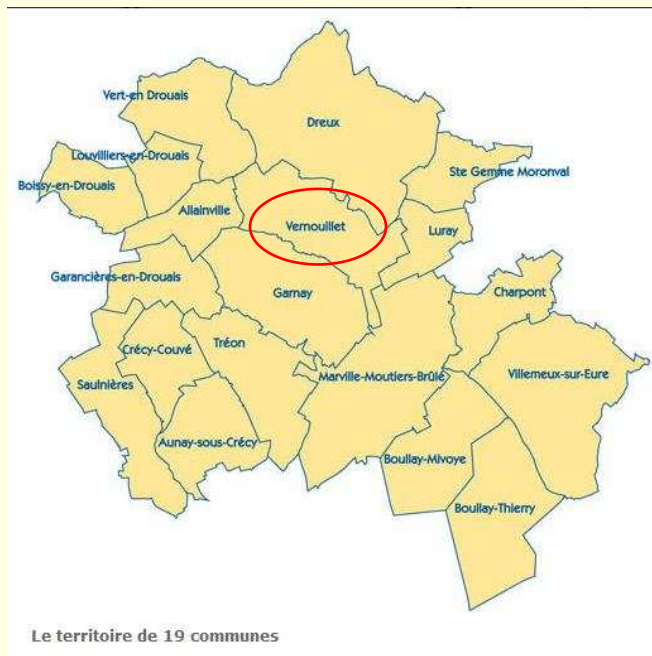 Vert-en Drouais
Dreux
Louvilliers-en-Drouais
Ste Gemme Moronval
Boissy-en-Drouais
Allainville
Vernouillet
Luray
Garancières-en-Drouais
Garnay
Charpont
Crécy-Couvé
Tréon
Saulnières
Marville-Moutiers-Brûlé
Villemeux-sur-Eure
Aunay-sous-Crécy
Boullay-Mivoye
Boullay-Thierry
Le territoire de 19 communes